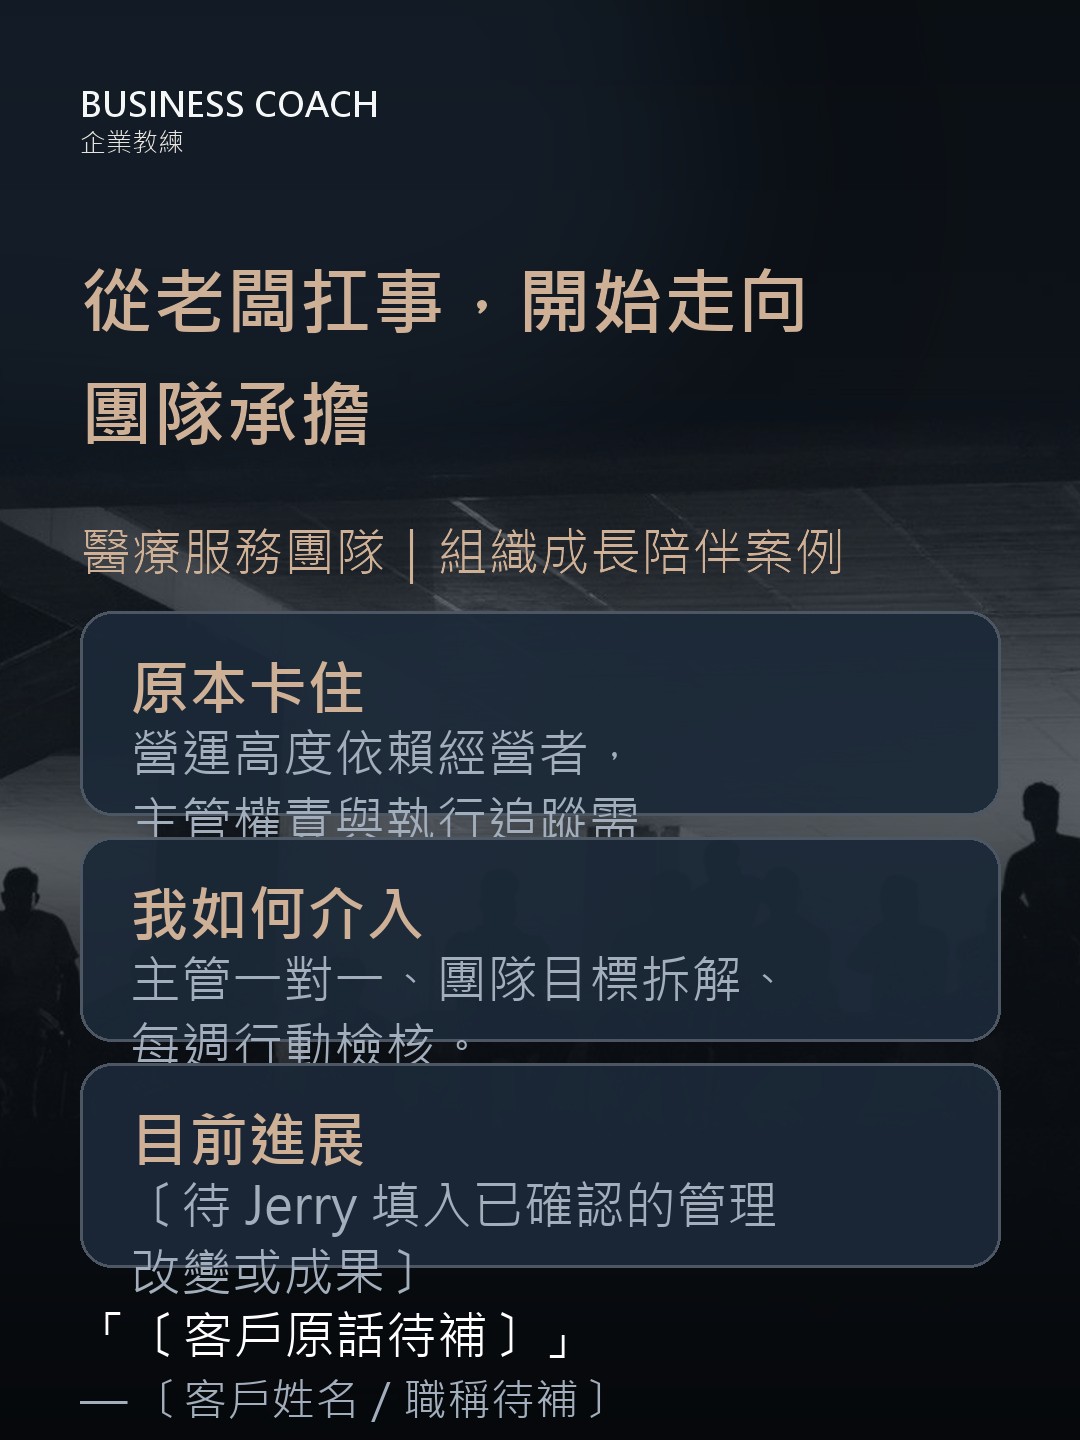 BUSINESS COACH
企業教練
從老闆扛事，開始走向
團隊承擔
醫療服務團隊｜組織成長陪伴案例
原本卡住
營運高度依賴經營者，
主管權責與執行追蹤需
我如何介入
主管一對一、團隊目標拆解、
每週行動檢核。
目前進展
〔待 Jerry 填入已確認的管理
改變或成果〕
「〔客戶原話待補〕」
—〔客戶姓名 / 職稱待補〕